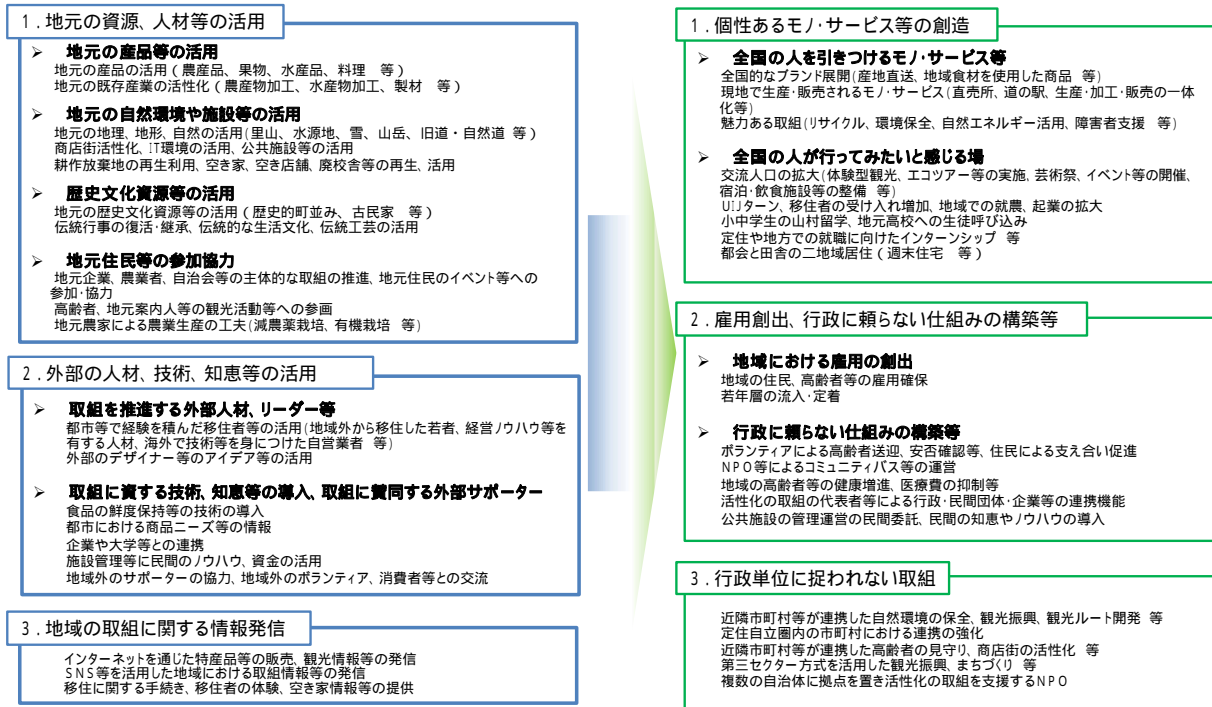 1．地元の資源、人材等の活用
➢ 地元の産品等の活用
地元の産品の活用（農産品、果物、水産品、料理　等）
地元の既存産業の活性化（農産物加工、水産物加工、製材　等）
➢ 地元の自然環境や施設等の活用
地元の地理、地形、自然の活用(里山、水源地、雪、山岳、旧道・自然道 等）
商店街活性化、IT環境の活用、公共施設等の活用
耕作放棄地の再生利用、空き家、空き店舗、廃校舎等の再生、活用
➢ 歴史文化資源等の活用
地元の歴史文化資源等の活用（歴史的町並み、古民家　等）
伝統行事の復活・継承、伝統的な生活文化、伝統工芸の活用
➢ 地元住民等の参加協力
地元企業、農業者、自治会等の主体的な取組の推進、地元住民のイベント等への
参加・協力
高齢者、地元案内人等の観光活動等への参画
地元農家による農業生産の工夫(減農薬栽培、有機栽培　等）
2．外部の人材、技術、知恵等の活用
➢ 取組を推進する外部人材、リーダー等
都市等で経験を積んだ移住者等の活用(地域外から移住した若者、経営ノウハウ等を
有する人材、海外で技術等を身につけた自営業者　等）
外部のデザイナー等のアイデア等の活用
➢ 取組に資する技術、知恵等の導入、取組に賛同する外部サポーター
食品の鮮度保持等の技術の導入
都市における商品ニーズ等の情報
企業や大学等との連携
施設管理等に民間のノウハウ、資金の活用
地域外のサポーターの協力、地域外のボランティア、消費者等との交流
3．地域の取組に関する情報発信
インターネットを通じた特産品等の販売、観光情報等の発信
SNS等を活用した地域における取組情報等の発信
移住に関する手続き、移住者の体験、空き家情報等の提供
1．個性あるモノ・サービス等の創造
➢ 全国の人を引きつけるモノ・サービス等
全国的なブランド展開(産地直送、地域食材を使用した商品　等）
現地で生産・販売されるモノ・サービス(直売所、道の駅、生産・加工・販売の一体
化等）
魅力ある取組(リサイクル、環境保全、自然エネルギー活用、障害者支援　等）
➢ 全国の人が行ってみたいと感じる場
交流人口の拡大(体験型観光、エコツアー等の実施、芸術祭、イベント等の開催、
宿泊・飲食施設等の整備　等）
UIJターン、移住者の受け入れ増加、地域での就農、起業の拡大
小中学生の山村留学、地元高校への生徒呼び込み
定住や地方での就職に向けたインターンシップ　等
都会と田舎の二地域居住（週末住宅　等）
2．雇用創出、行政に頼らない仕組みの構築等
➢ 地域における雇用の創出
地域の住民、高齢者等の雇用確保
若年層の流入・定着
➢ 行政に頼らない仕組みの構築等
ボランティアによる高齢者送迎、安否確認等、住民による支え合い促進
NPO等によるコミュニティバス等の運営
地域の高齢者等の健康増進、医療費の抑制等
活性化の取組の代表者等による行政・民間団体・企業等の連携機能
公共施設の管理運営の民間委託、民間の知恵やノウハウの導入
3．行政単位に捉われない取組
近隣市町村等が連携した自然環境の保全、観光振興、観光ルート開発　等
定住自立圏内の市町村における連携の強化
近隣市町村等が連携した高齢者の見守り、商店街の活性化　等
第三セクター方式を活用した観光振興、まちづくり　等
複数の自治体に拠点を置き活性化の取組を支援するNPO